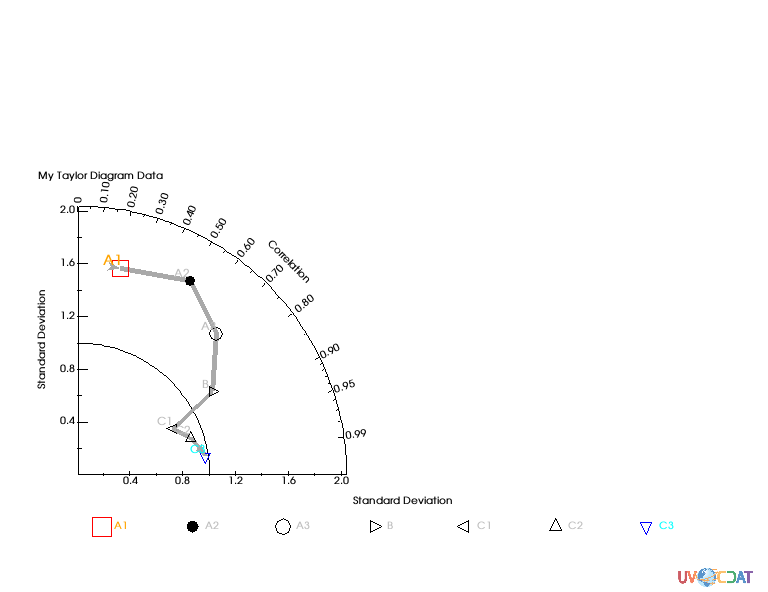 My Taylor Diagram Data
0
0.10
0.20
0.30
0.40
0.50
0.60
Correlation
0.70
0.80
0.90
0.95
0.99
2.0
1.6
1.2
0.8
0.4
Standard Deviation
A1
A2
B
C1
0.4 0.8 1.2 1.6 2.0
Standard Deviation
A1 A2 A3 B C1 C2 C3
UV CDAT